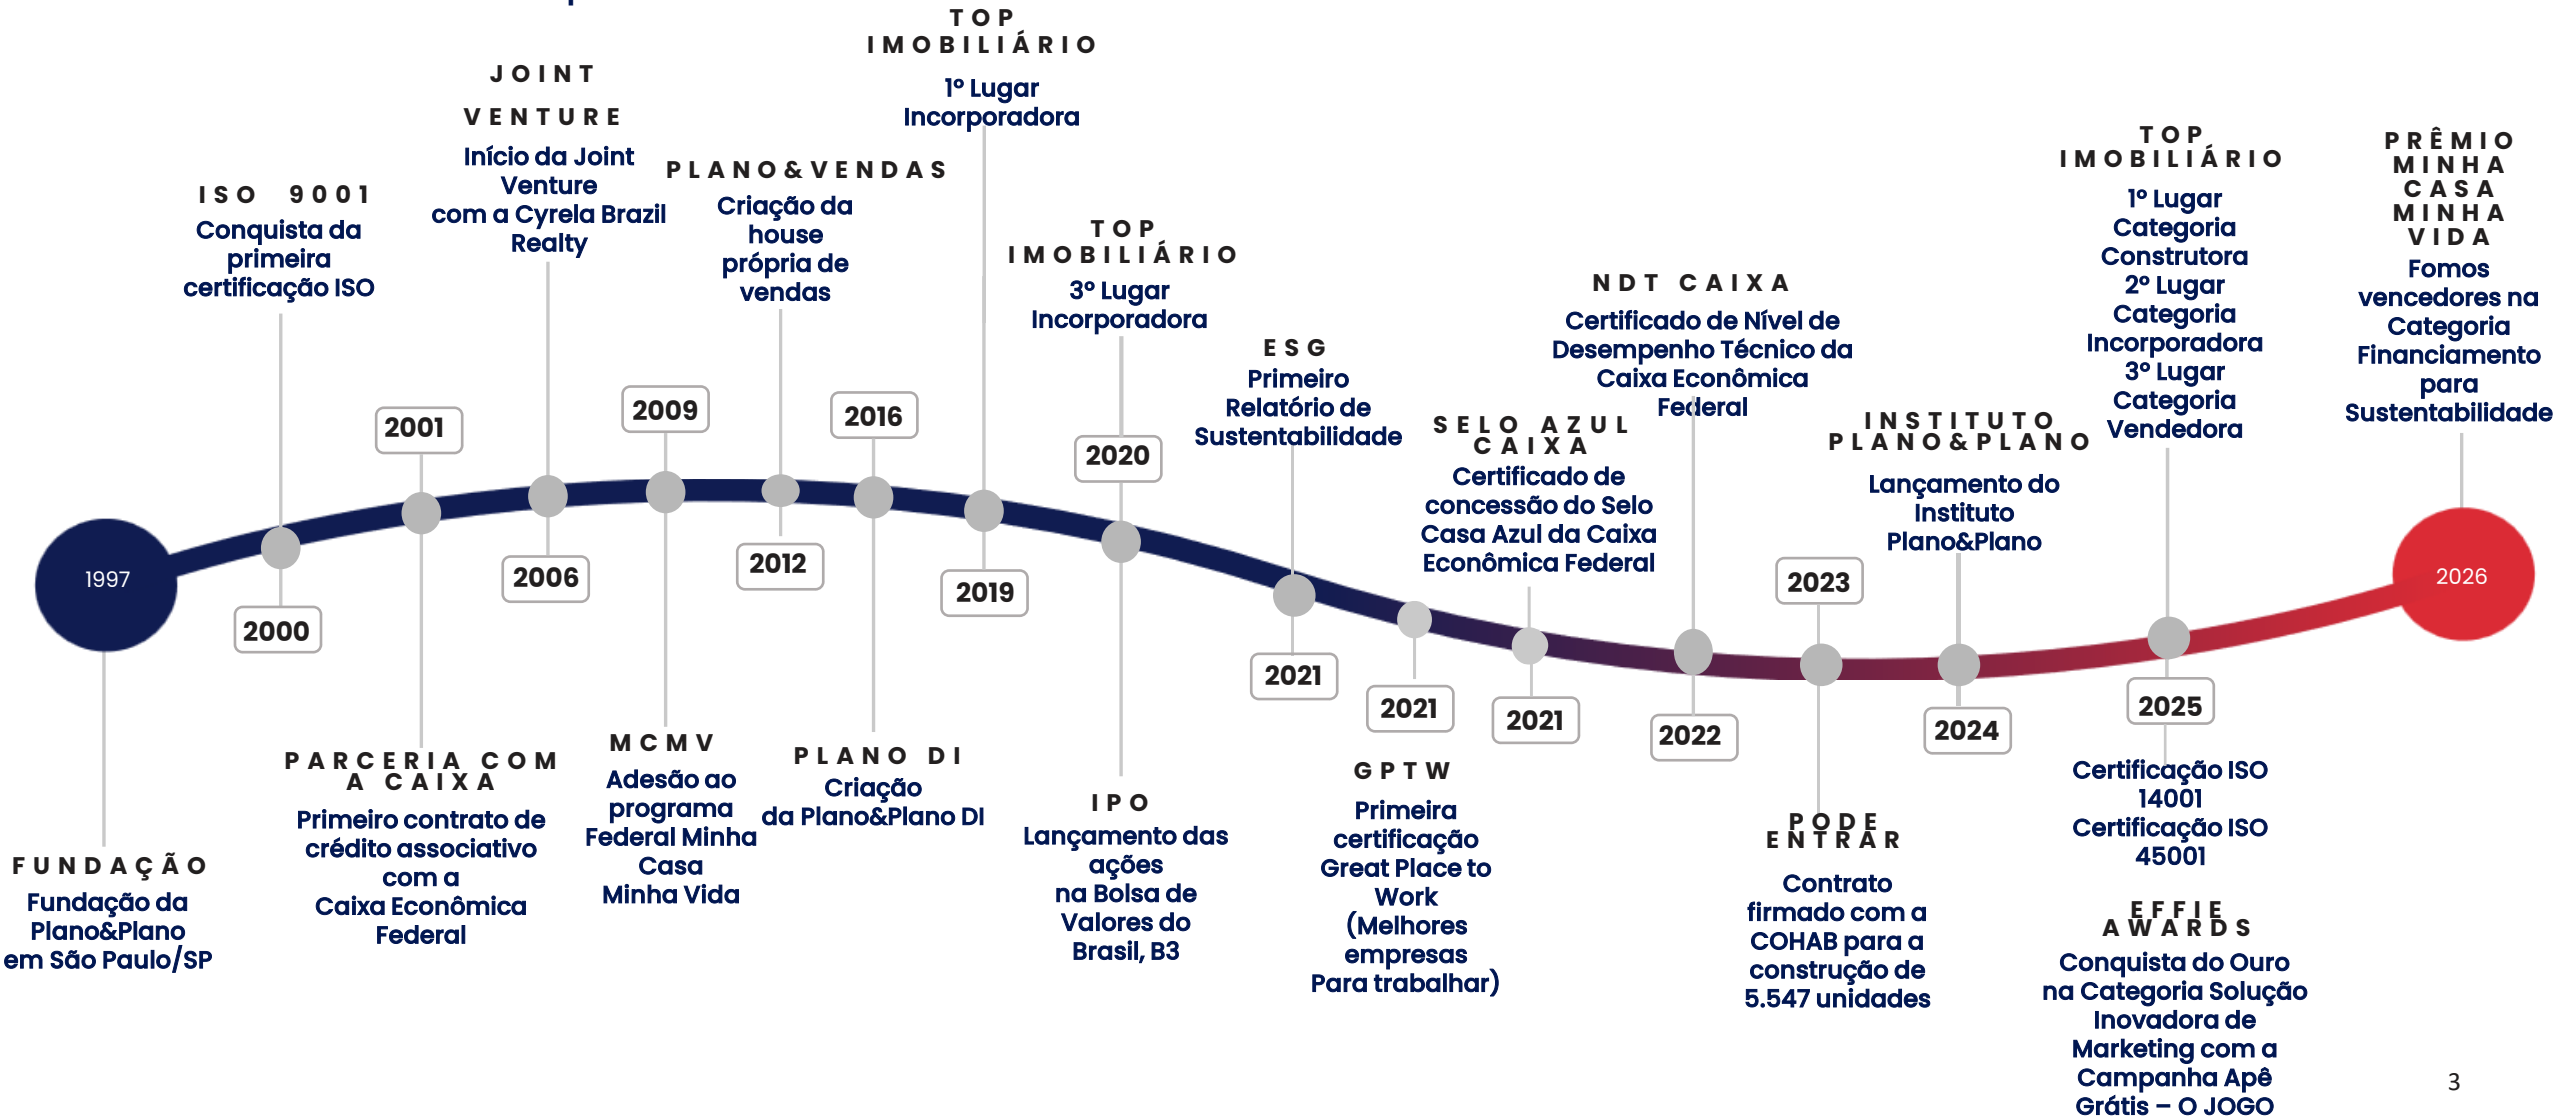 FUNDAÇÃO
Fundação da
Plano&Plano
em São Paulo/SP
1997
ISO 9001
Conquista da
primeira
certificação ISO
2000
2001
PARCERIA COM
A CAIXA
Primeiro contrato de
crédito associativo
com a
Caixa Econômica
Federal
JOINT
VENTURE
Início da Joint
Venture
com a Cyrela Brazil
Realty
2006
2009
MCMV
Adesão ao
programa
Federal Minha
Casa
Minha Vida
PLANO&VENDAS
Criação da
house
própria de
vendas
2012
2016
PLANO DI
Criação
da Plano&Plano DI
TOP
IMOBILIÁRIO
1º Lugar
Incorporadora
2019
TOP
IMOBILIÁRIO
3º Lugar
Incorporadora
2020
IPO
Lançamento das
ações
na Bolsa de
Valores do
Brasil, B3
ESG
Primeiro
Relatório de
Sustentabilidade
2021
2021
GPTW
Primeira
certificação
Great Place to
Work
(Melhores
empresas
Para trabalhar)
SELO AZUL
CAIXA
Certificado de
concessão do Selo
Casa Azul da Caixa
Econômica Federal
2021
NDT CAIXA
Certificado de Nível de
Desempenho Técnico da
Caixa Econômica
Federal
2022
2023
PODE
ENTRAR
Contrato
firmado com a
COHAB para a
construção de
5.547 unidades
INSTITUTO
PLANO&PLANO
Lançamento do
Instituto
Plano&Plano
2024
TOP
IMOBILIÁRIO
1º Lugar
Categoria
Construtora
2º Lugar
Categoria
Incorporadora
3º Lugar
Categoria
Vendedora
2025
Certificação ISO
14001
Certificação ISO
45001
EFFIE
AWARDS
Conquista do Ouro
na Categoria Solução
Inovadora de
Marketing com a
Campanha Apê
Grátis – O JOGO
PRÊMIO
MINHA
CASA
MINHA
VIDA
Fomos
vencedores na
Categoria
Financiamento
para
Sustentabilidade
2026
3